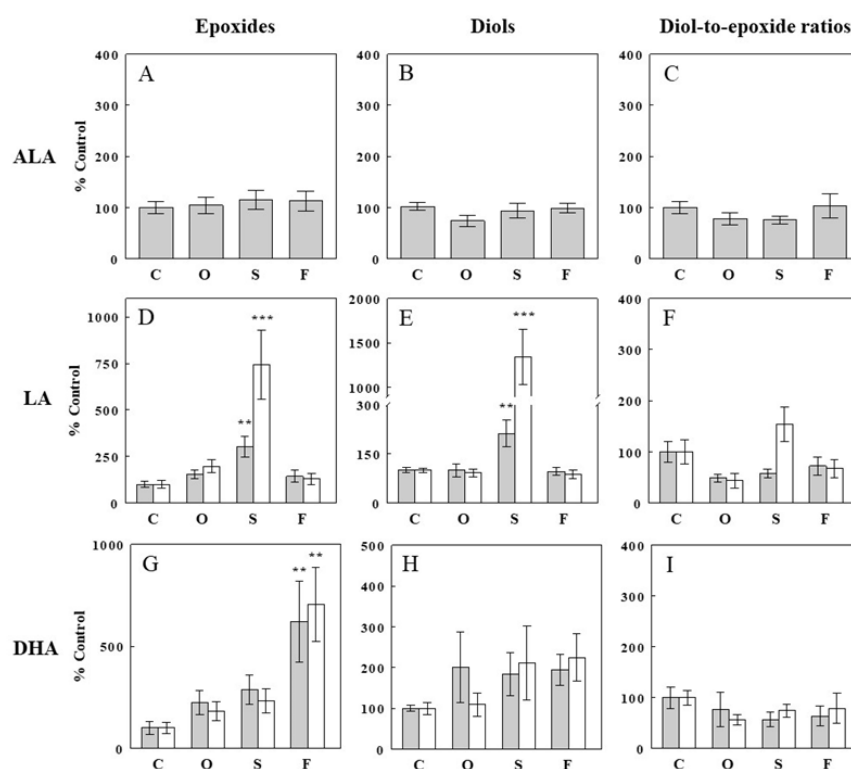 Epoxides Diols Diol-to-epoxide ratios
ALA
% Control
A
400
300
200
100
0
C O S F
B
400
300
200
100
0
C O S F
C
400
300
200
100
0
C O S F
LA
% Control
D
1000
750
500
250
0
**
***
C O S F
E
2000
1500
1000
300
150
0
**
***
C O S F
F
400
300
200
100
0
C O S F
DHA
% Control
G
1000
500
0
**
**
C O S F
H
500
400
300
200
100
0
C O S F
I
400
300
200
100
0
C O S F